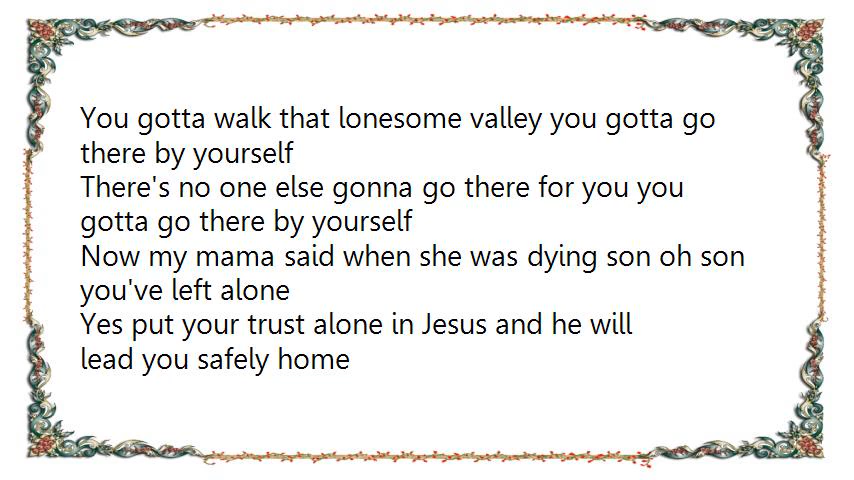 You gotta walk that lonesome valley you gotta go
there by yourself
There's no one else gonna go there for you you
gotta go there by yourself
Now my mama said when she was dying son oh son
you've left alone
Yes put your trust alone in Jesus and he will
lead you safely home